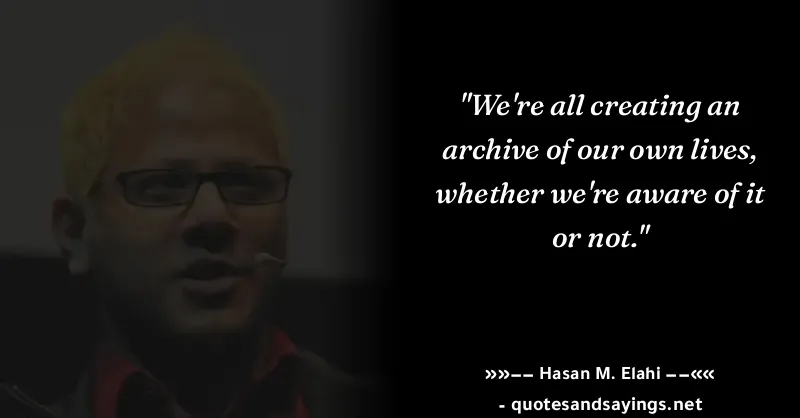 "We're all creating an
archive of our own lives,
whether we're aware of it
or not."
»»−− Hasan M. Elahi −−««
- quotesandsayings.net